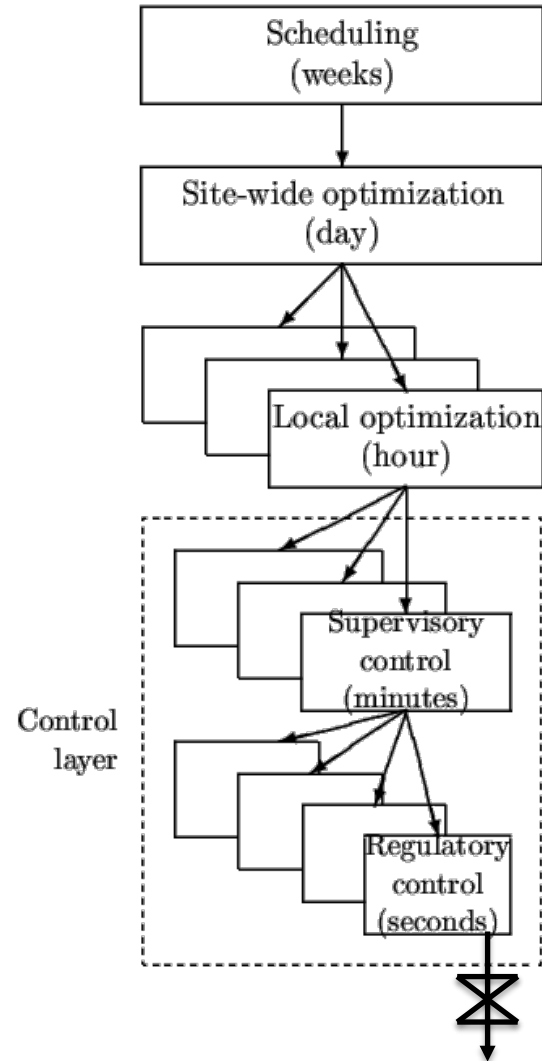 Scheduling
(weeks)
Site-wide optimization
(day)
Local optimization
(hour)
Supervisory
control
(minutes)
Control
layer
Regulatory
control
(seconds)